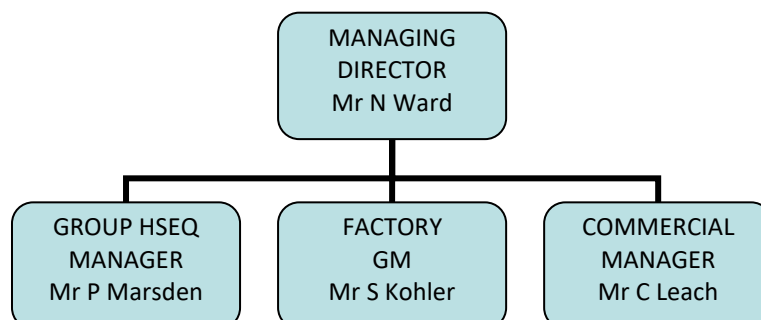 MANAGING
DIRECTOR
Mr N Ward
GROUP HSEQ
MANAGER
Mr P Marsden
FACTORY
GM
Mr S Kohler
COMMERCIAL
MANAGER
Mr C Leach